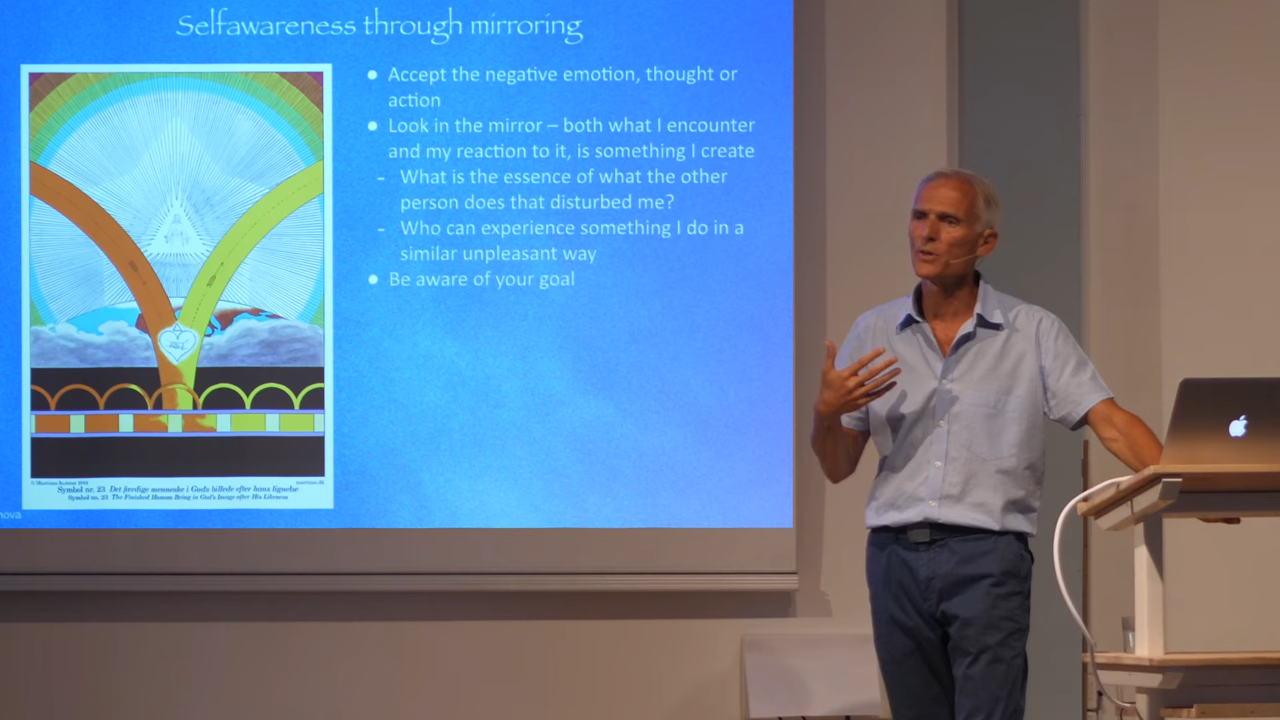 Selfawareness through mirroring
● Accept the negative emotion, thought or
action
● Look in the mirror – both what I encounter
and my reaction to it, is something I create
- What is the essence of what the other
person does that disturbed me?
- Who can experience something I do in a
similar unpleasant way
● Be aware of your goal
martinus.dk
Symbol nr. 23 Det færdige menneske i Guds billede efter hans lignelse
Symbol no. 23 The Finished Human Being in God's Image after His Likeness
nova